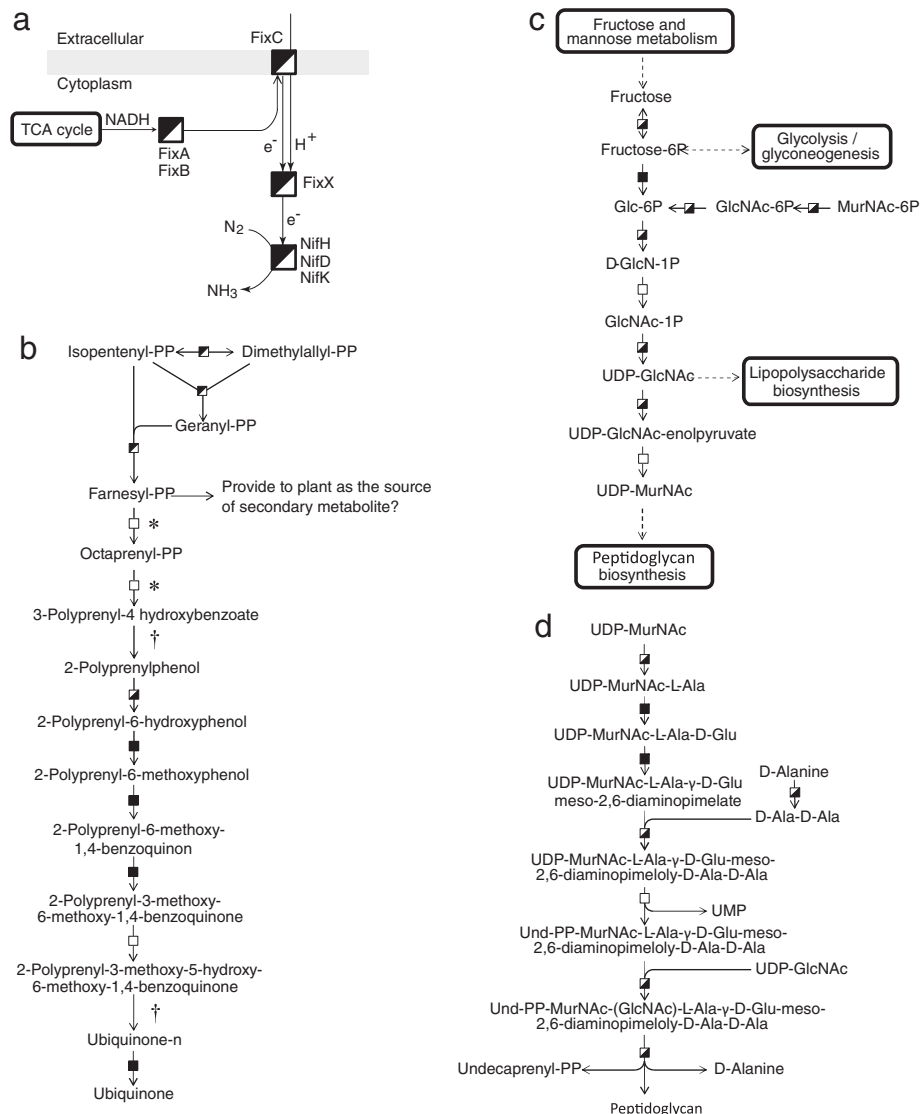 a
Extracellular
FixC
Cytoplasm
TCA cycle
NADH
FixA
FixB
e-
H+
FixX
e-
N2
NifH
NifD
NifK
NH3
b
Isopentenyl-PP
Dimethylallyl-PP
Geranyl-PP
Farnesyl-PP
Provide to plant as the source
of secondary metabolite?
*
Octaprenyl-PP
*
3-Polyprenyl-4 hydroxybenzoate
†
2-Polyprenylphenol
2-Polyprenyl-6-hydroxyphenol
2-Polyprenyl-6-methoxyphenol
2-Polyprenyl-6-methoxy-
1,4-benzoquinon
2-Polyprenyl-3-methoxy-
6-methoxy-1,4-benzoquinone
2-Polyprenyl-3-methoxy-5-hydroxy-
6-methoxy-1,4-benzoquinone
†
Ubiquinone-n
Ubiquinone
c
Fructose and
mannose metabolism
Fructose
Fructose-6P
Glycolysis /
glyconeogenesis
Glc-6P
GlcNAc-6P
MurNAc-6P
D-GlcN-1P
GlcNAc-1P
UDP-GlcNAc
Lipopolysaccharide
biosynthesis
UDP-GlcNAc-enolpyruvate
UDP-MurNAc
Peptidoglycan
biosynthesis
d
UDP-MurNAc
UDP-MurNAc-L-Ala
UDP-MurNAc-L-Ala-D-Glu
UDP-MurNAc-L-Ala-γ-D-Glu
meso-2,6-diaminopimelate
D-Alanine
D-Ala-D-Ala
UDP-MurNAc-L-Ala-γ-D-Glu-meso-
2,6-diaminopimeloly-D-Ala-D-Ala
UMP
Und-PP-MurNAc-L-Ala-γ-D-Glu-meso-
2,6-diaminopimeloly-D-Ala-D-Ala
UDP-GlcNAc
Und-PP-MurNAc-(GlcNAc)-L-Ala-γ-D-Glu-meso-
2,6-diaminopimeloly-D-Ala-D-Ala
Undecaprenyl-PP
D-Alanine
Peptidoglycan